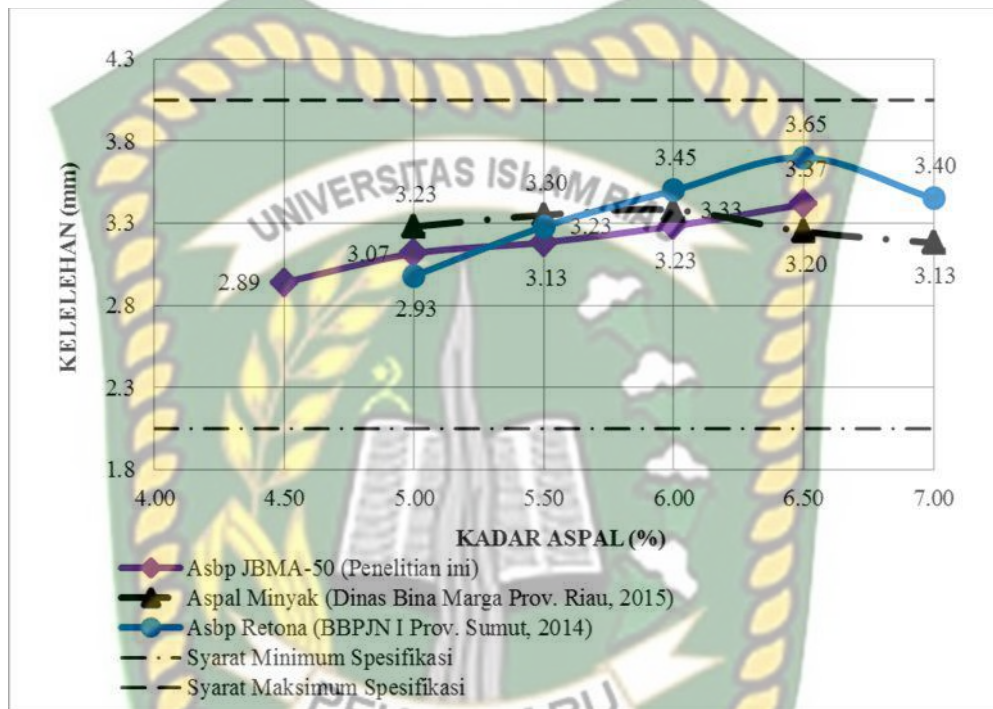 4.3
3.8
3.3
2.8
2.3
1.8
KELELEHAN (mm)
UNIVERSITAS ISLAM RIAU
3.65
3.45
3.37
3.40
3.23
3.30
3.33
3.23
3.07
3.23
3.20
3.13
2.89
3.13
2.93
4.00 4.50 5.00 5.50 6.00 6.50 7.00
KADAR ASPAL (%)
Asbp JBMA-50 (Penelitian ini)
Aspal Minyak (Dinas Bina Marga Prov. Riau, 2015)
Asbp Retona (BBPJN I Prov. Sumut, 2014)
Syarat Minimum Spesifikasi
Syarat Maksimum Spesifikasi